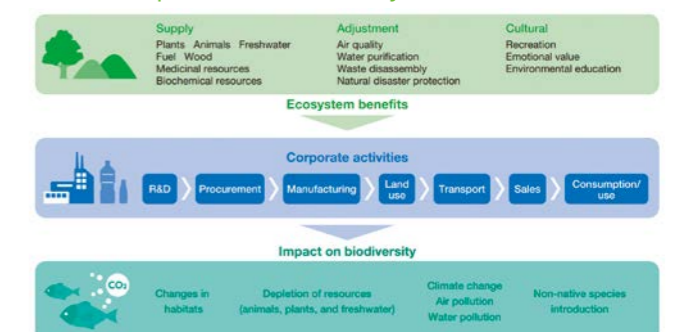 Supply
Plants Animals Freshwater
Fuel Wood
Medicinal resources
Biochemical resources
Adjustment
Air quality
Water purification
Waste disassembly
Natural disaster protection
Cultural
Recreation
Emotional value
Environmental education
Ecosystem benefits
Corporate activities
R&D
Procurement
Manufacturing
Land
use
Transport
Sales
Consumption/
use
Impact on biodiversity
CO₂
Changes in
habitats
Depletion of resources
(animals, plants, and freshwater)
Climate change
Air pollution
Water pollution
Non-native species
introduction